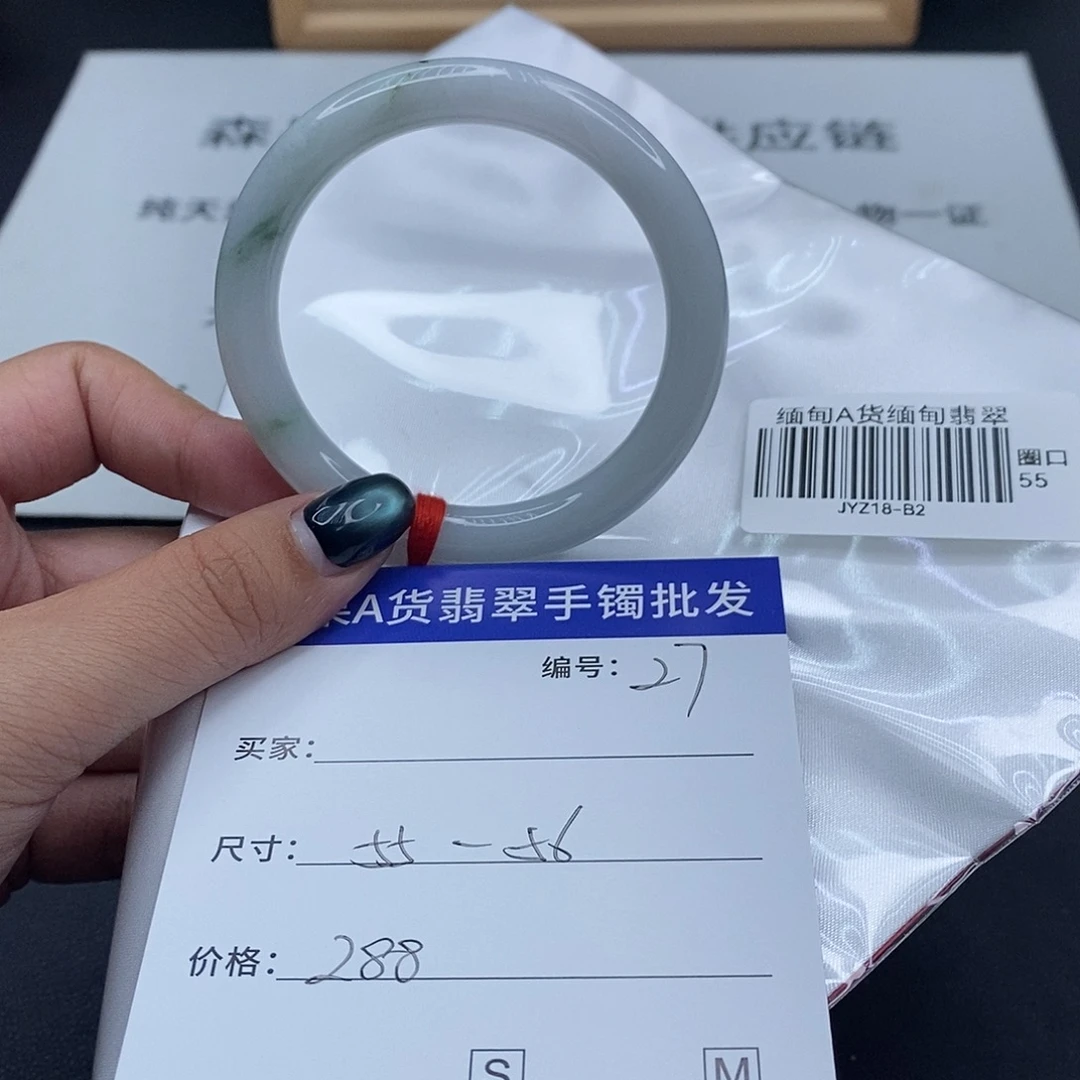 森 应链
纯天 物一证
缅甸A货缅甸翡翠
圈口
55
JYZ18-B2
A货翡翠手镯批发
编号：27
买家：
尺寸：55-56
价格：288
S M